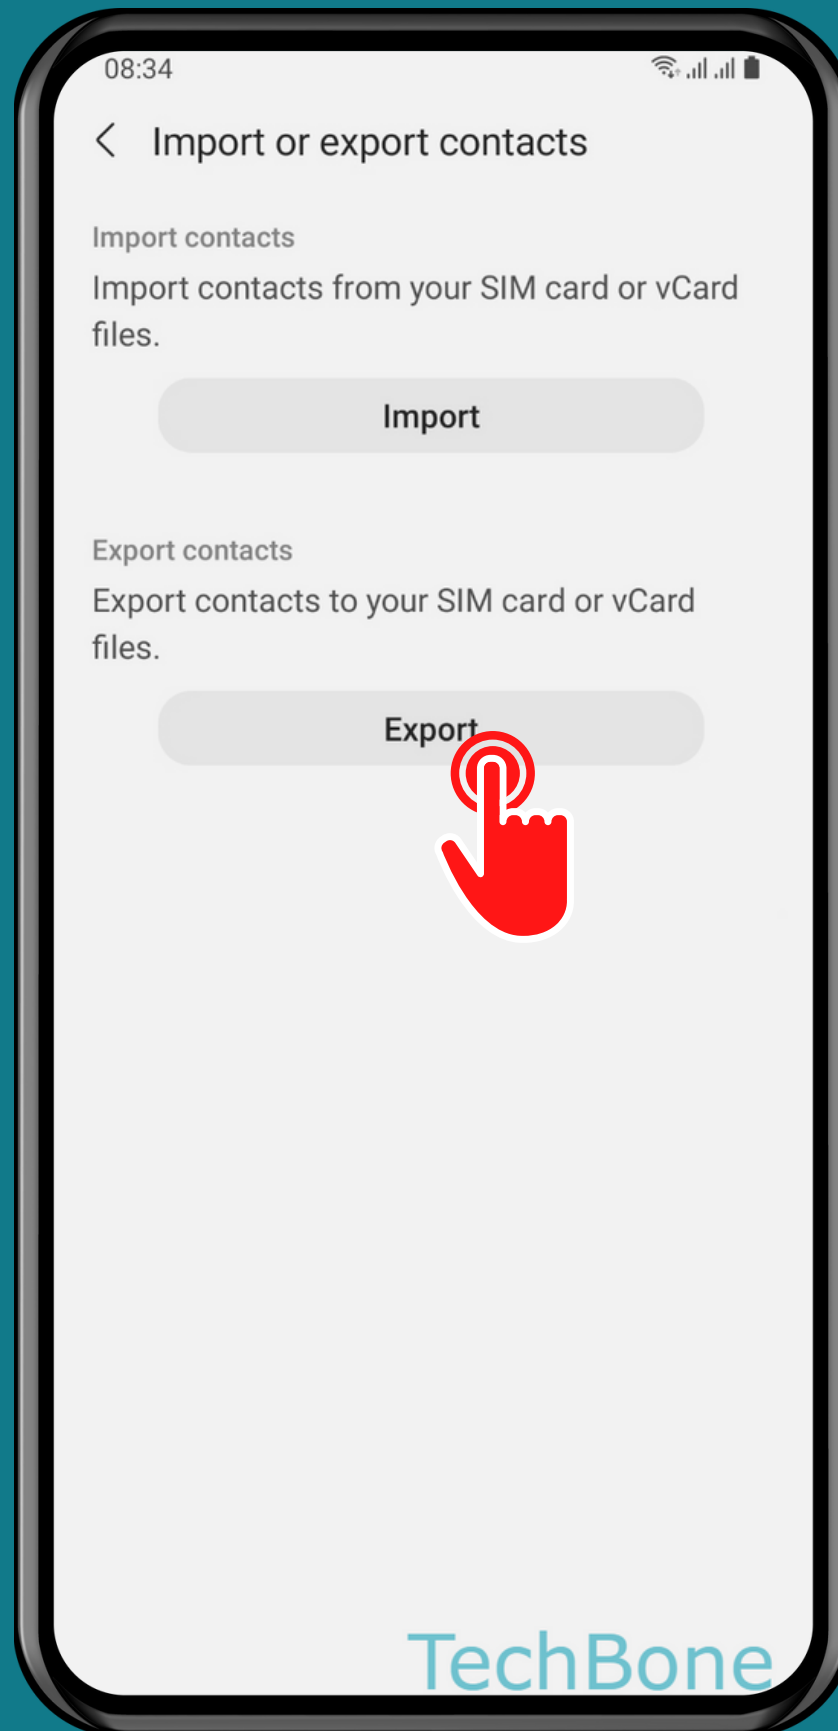 08:34
Import or export contacts
Import contacts
Import contacts from your SIM card or vCard
files.
Import
Export contacts
Export contacts to your SIM card or vCard
files.
Export
TechBone